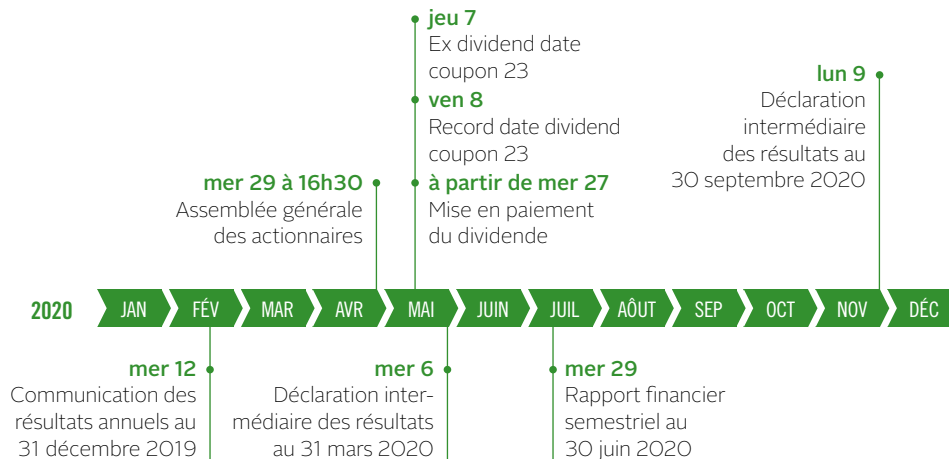 jeu 7
Ex dividend date
coupon 23
ven 8
Record date dividend
coupon 23
à partir de mer 27
Mise en paiement
du dividende
lun 9
Déclaration
intermédiaire
des résultats au
30 septembre 2020
mer 29 à 16h30
Assemblée générale
des actionnaires
2020 JAN FÉV MAR AVR MAI JUIN JUIL AÔUT SEP OCT NOV DÉC
mer 12
Communication des
résultats annuels au
31 décembre 2019
mer 6
Déclaration inter-
médiaire des résultats
au 31 mars 2020
mer 29
Rapport financier
semestriel au
30 juin 2020